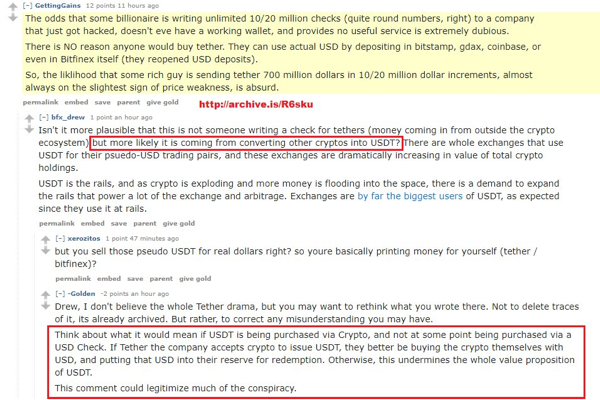 [–] GettingGains 12 points 11 hours ago
The odds that some billionaire is writing unlimited 10/20 million checks (quite round numbers, right) to a company
that just got hacked, doesn't eve have a working wallet, and provides no useful service is extremely dubious.
There is NO reason anyone would buy tether. They can use actual USD by depositing in bitstamp, gdax, coinbase, or
even in Bitfinex itself (they reopened USD deposits).
So, the liklihood that some rich guy is sending tether 700 million dollars in 10/20 million dollar increments, almost
always on the slightest sign of price weakness, is absurd.
permalink embed save parent give gold
http://archive.is/R6sku
[–] bfx_drew 1 point an hour ago
Isn't it more plausible that this is not someone writing a check for tethers (money coming in from outside the crypto
ecosystem) but more likely it is coming from converting other cryptos into USDT? There are whole exchanges that use
USDT for their psuedo-USD trading pairs, and these exchanges are dramatically increasing in value of total crypto
holdings.
USDT is the rails, and as crypto is exploding and more money is flooding into the space, there is a demand to expand
the rails that power a lot of the exchange and arbitrage. Exchanges are by far the biggest users of USDT, as expected
since they use it at rails.
permalink embed save parent give gold
[–] xerozitos 1 point 47 minutes ago
but you sell those pseudo USDT for real dollars right? so youre basically printing money for yourself (tether /
bitfinex)?
permalink embed save parent give gold
[–] -Golden -2 points an hour ago
Drew, I don't believe the whole Tether drama, but you may want to rethink what you wrote there. Not to delete traces
of it, its already archived. But rather, to correct any misunderstanding you may have.
Think about what it would mean if USDT is being purchased via Crypto, and not at some point being purchased via a
USD Check. If Tether the company accepts crypto to issue USDT, they better be buying the crypto themselves with
USD, and putting that USD into their reserve for redemption. Otherwise, this undermines the whole value proposition
of USDT.
This comment could legitimize much of the conspiracy.